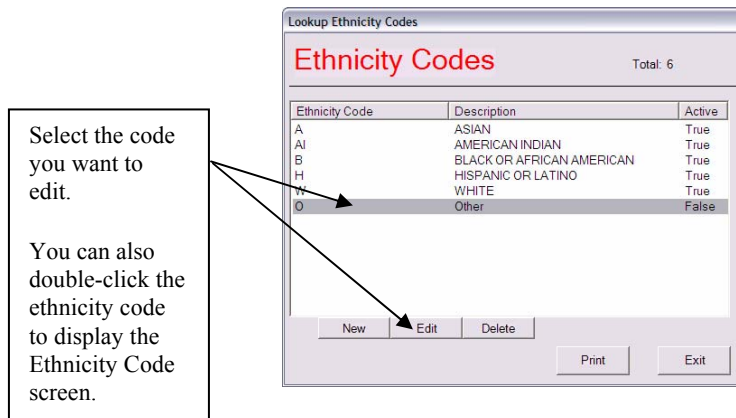 Lookup Ethnicity Codes
Ethnicity Codes
Total: 6
Select the code
you want to
edit.
You can also
double-click the
ethnicity code
to display the
Ethnicity Code
screen.
Ethnicity Code Description Active
A ASIAN True
AI AMERICAN INDIAN True
B BLACK OR AFRICAN AMERICAN True
H HISPANIC OR LATINO True
W WHITE True
O Other False
New Edit Delete
Print Exit